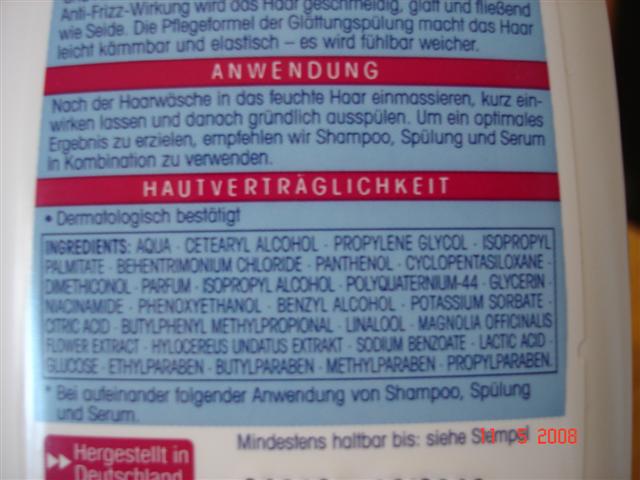 Anti-Frizz-Wirkung wird das Haar geschmeidig, glatt und fließend
wie Seide. Die Pflegeformel der Glättungspülung macht das Haar
leicht kämmbar und elastisch – es wird fühlbar weicher.
ANWENDUNG
Nach der Haarwäsche in das feuchte Haar einmassieren, kurz ein-
wirken lassen und danach gründlich ausspülen. Um ein optimales
Ergebnis zu erzielen, empfehlen wir Shampoo, Spülung und Serum
in Kombination zu verwenden.
HAUTVERTRÄGLICHKEIT
• Dermatologisch bestätigt
INGREDIENTS: AQUA · CETEARYL ALCOHOL · PROPYLENE GLYCOL · ISOPROPYL
PALMITATE · BEHENTRIMONIUM CHLORIDE · PANTHENOL · CYCLOPENTASILOXANE ·
DIMETHICONOL · PARFUM · ISOPROPYL ALCOHOL · POLYQUATERNIUM-44 · GLYCERIN ·
NIACINAMIDE · PHENOXYETHANOL · BENZYL ALCOHOL · POTASSIUM SORBATE ·
CITRIC ACID · BUTYLPHENYL METHYLPROPIONAL · LINALOOL · MAGNOLIA OFFICINALIS
FLOWER EXTRACT · HYLOCEREUS UNDATUS EXTRAKT · SODIUM BENZOATE · LACTIC ACID ·
GLUCOSE · ETHYLPARABEN · BUTYLPARABEN · METHYLPARABEN · PROPYLPARABEN.
* Bei aufeinander folgender Anwendung von Shampoo, Spülung
und Serum.
Mindestens haltbar bis: siehe Stempel
11 5 2008
Hergestellt in
Deutschland